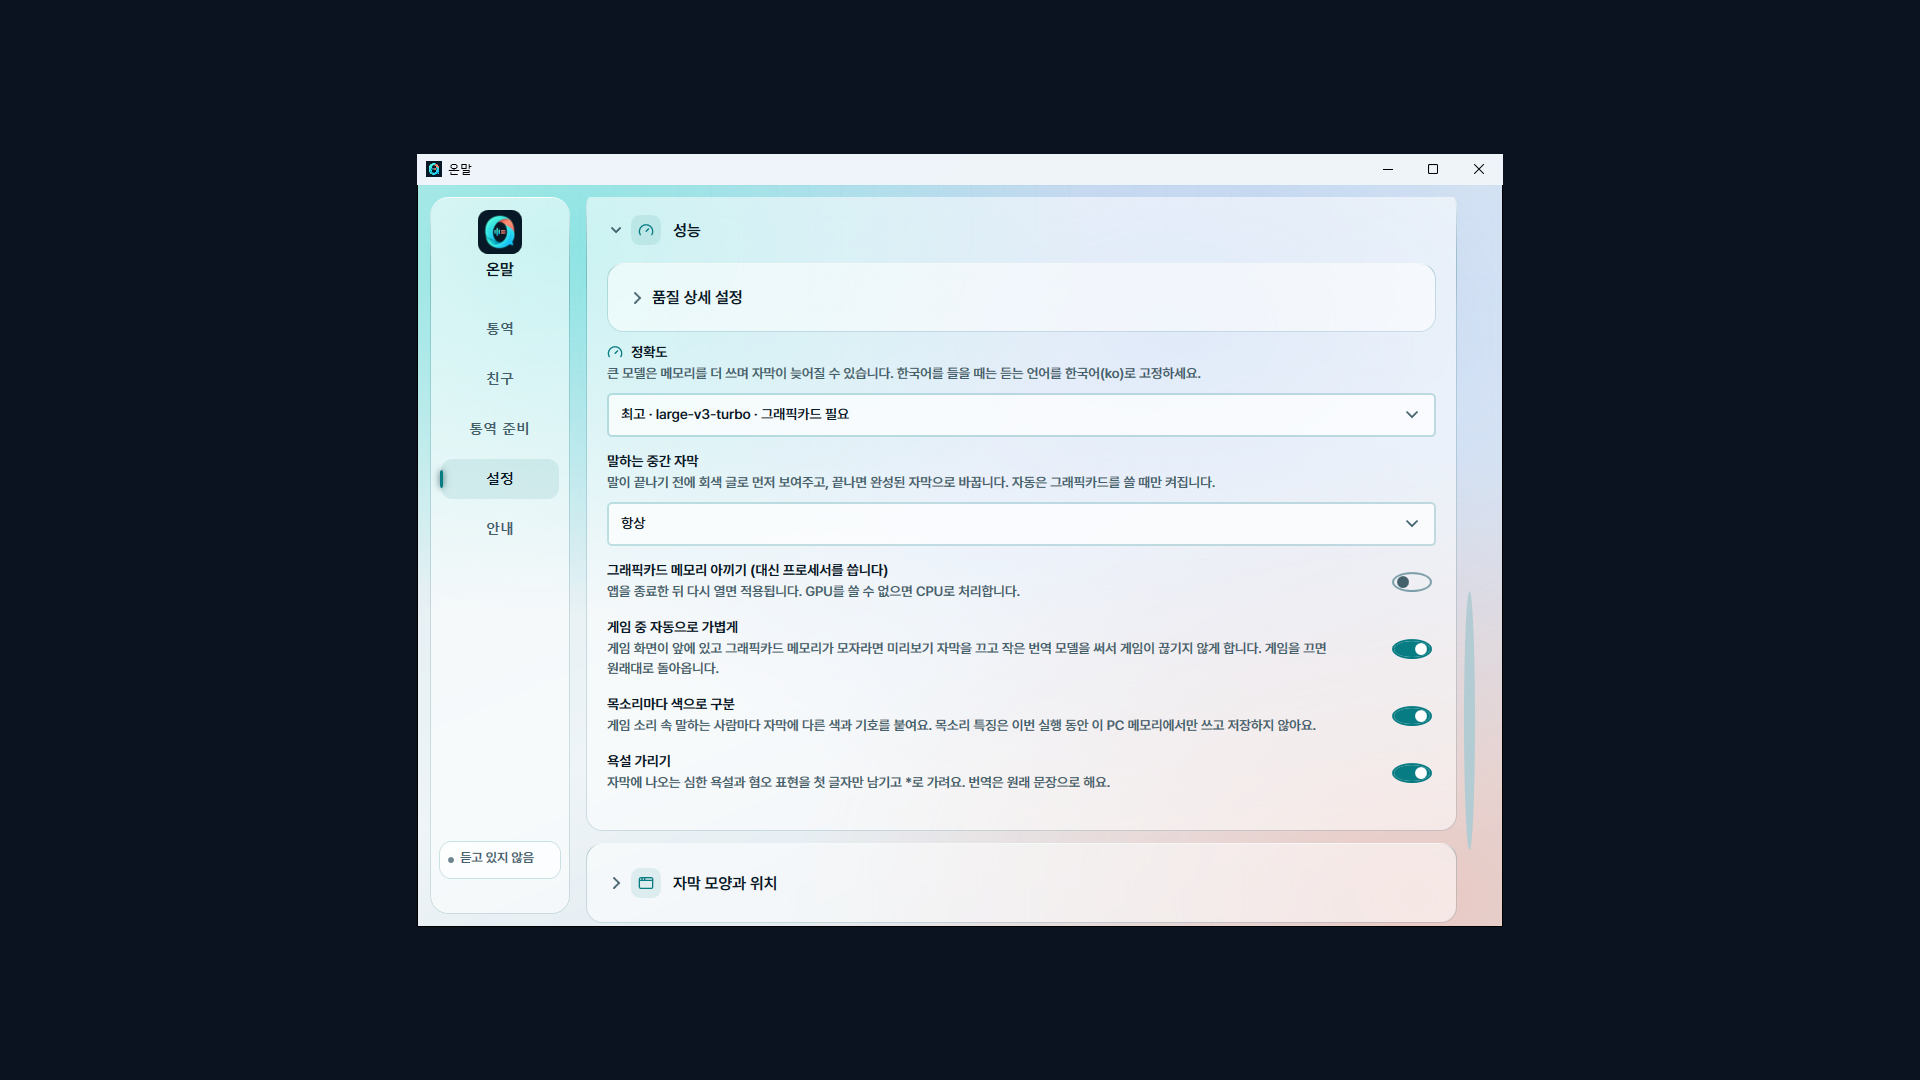 온말
온말
통역
친구
통역 준비
설정
안내
듣고 있지 않음
성능
품질 상세 설정
정확도
큰 모델은 메모리를 더 쓰며 자막이 늦어질 수 있습니다. 한국어를 들을 때는 듣는 언어를 한국어(ko)로 고정하세요.
최고 · large-v3-turbo · 그래픽카드 필요
말하는 중간 자막
말이 끝나기 전에 회색 글로 먼저 보여주고, 끝나면 완성된 자막으로 바꿉니다. 자동은 그래픽카드를 쓸 때만 켜집니다.
항상
그래픽카드 메모리 아끼기 (대신 프로세서를 씁니다)
앱을 종료한 뒤 다시 열면 적용됩니다. GPU를 쓸 수 없으면 CPU로 처리합니다.
게임 중 자동으로 가볍게
게임 화면이 앞에 있고 그래픽카드 메모리가 모자라면 미리보기 자막을 끄고 작은 번역 모델을 써서 게임이 끊기지 않게 합니다. 게임을 끄면
원래대로 돌아옵니다.
목소리마다 색으로 구분
게임 소리 속 말하는 사람마다 자막에 다른 색과 기호를 붙여요. 목소리 특징은 이번 실행 동안 이 PC 메모리에서만 쓰고 저장하지 않아요.
욕설 가리기
자막에 나오는 심한 욕설과 혐오 표현을 첫 글자만 남기고 *로 가려요. 번역은 원래 문장으로 해요.
자막 모양과 위치